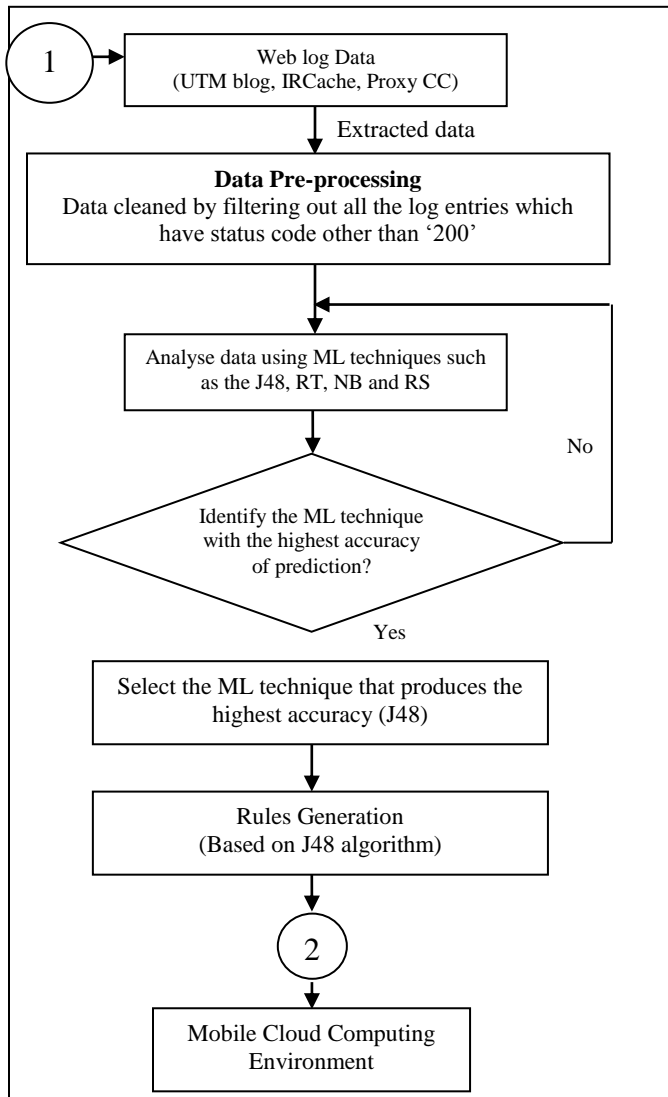 1
Web log Data
(UTM blog, IRCache, Proxy CC)
Extracted data
Data Pre-processing
Data cleaned by filtering out all the log entries which
have status code other than ‘200’
Analyse data using ML techniques such
as the J48, RT, NB and RS
No
Identify the ML technique
with the highest accuracy
of prediction?
Yes
Select the ML technique that produces the
highest accuracy (J48)
Rules Generation
(Based on J48 algorithm)
2
Mobile Cloud Computing
Environment